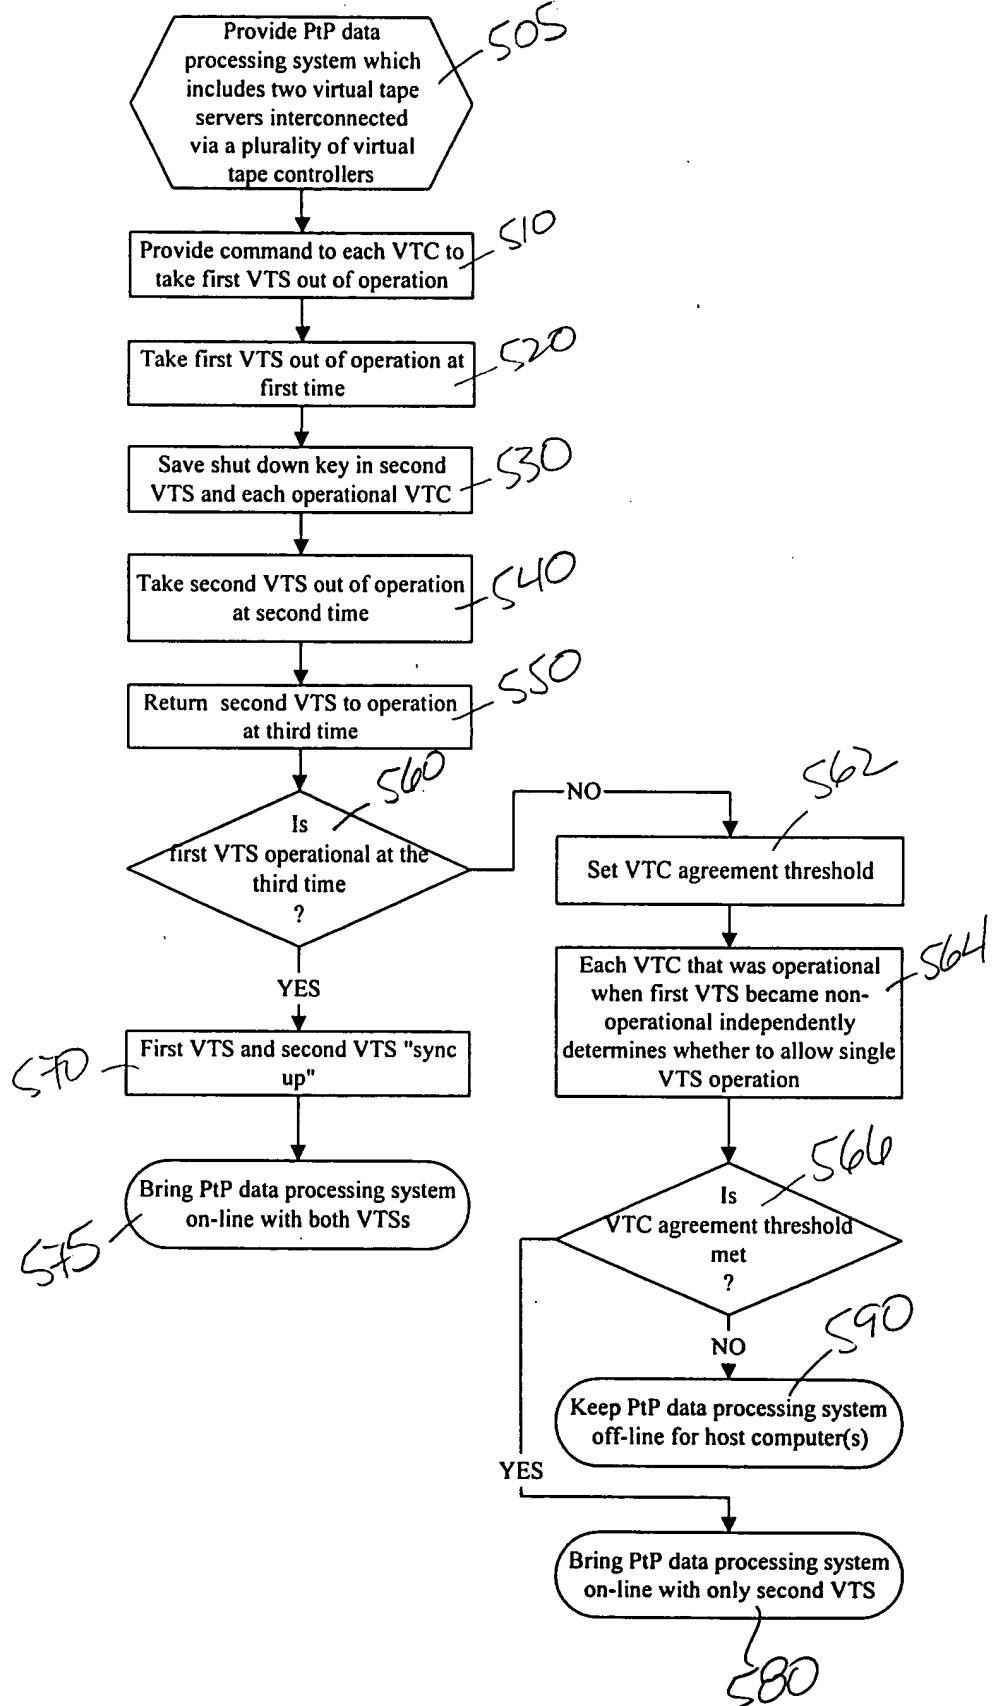 Provide PtP data
processing system which
includes two virtual tape
servers interconnected
via a plurality of virtual
tape controllers
505
Provide command to each VTC to
take first VTS out of operation
510
Take first VTS out of operation at
first time
520
Save shut down key in second
VTS and each operational VTC
530
Take second VTS out of operation
at second time
540
Return second VTS to operation
at third time
550
Is
first VTS operational at the
third time
?
560
NO
562
Set VTC agreement threshold
Each VTC that was operational
when first VTS became non-
operational independently
determines whether to allow single
VTS operation
564
YES
First VTS and second VTS "sync
up"
570
Bring PtP data processing system
on-line with both VTSs
575
Is
VTC agreement threshold
met
?
566
NO
590
Keep PtP data processing system
off-line for host computer(s)
YES
Bring PtP data processing system
on-line with only second VTS
580